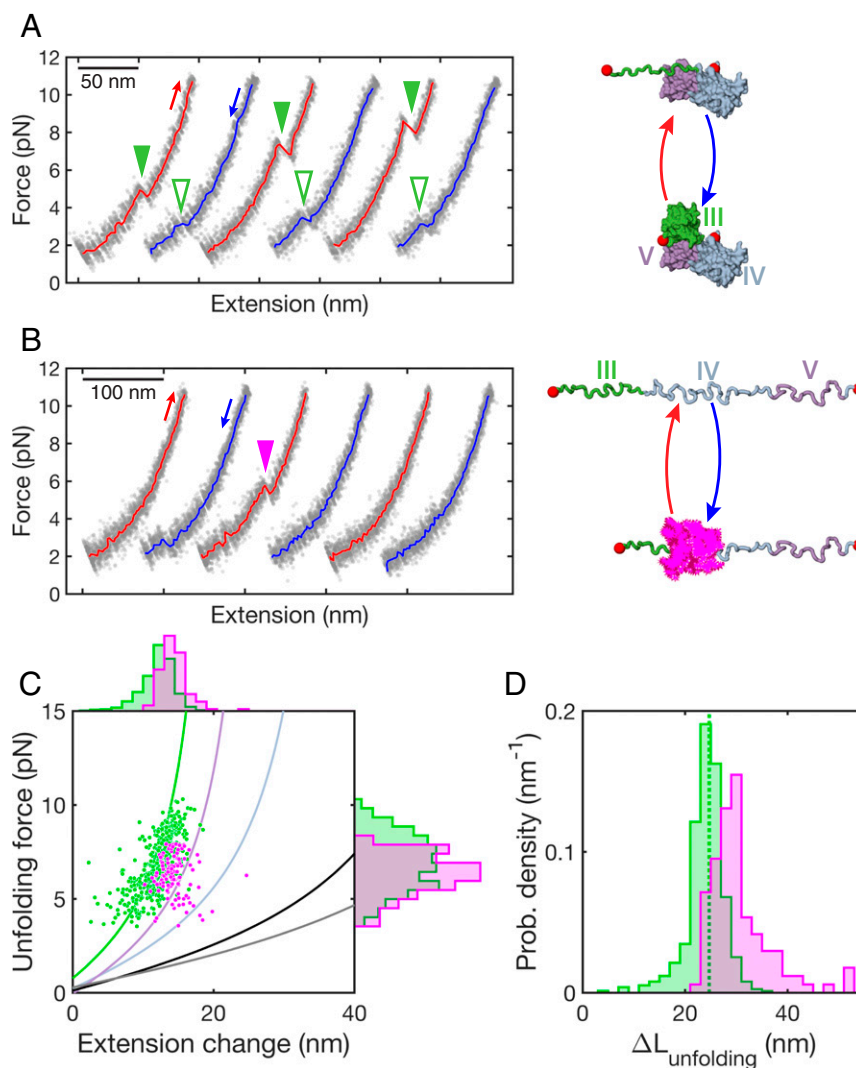 A
12
10
8
6
4
2
0
Force (pN)
50 nm
Extension (nm)
III
V
IV
B
12
10
8
6
4
2
0
Force (pN)
100 nm
Extension (nm)
III
IV
V
C
15
10
5
0
Unfolding force (pN)
0
20
40
Extension change (nm)
D
0.2
0.1
0
Prob. density (nm⁻¹)
0
20
40
ΔLunfolding (nm)